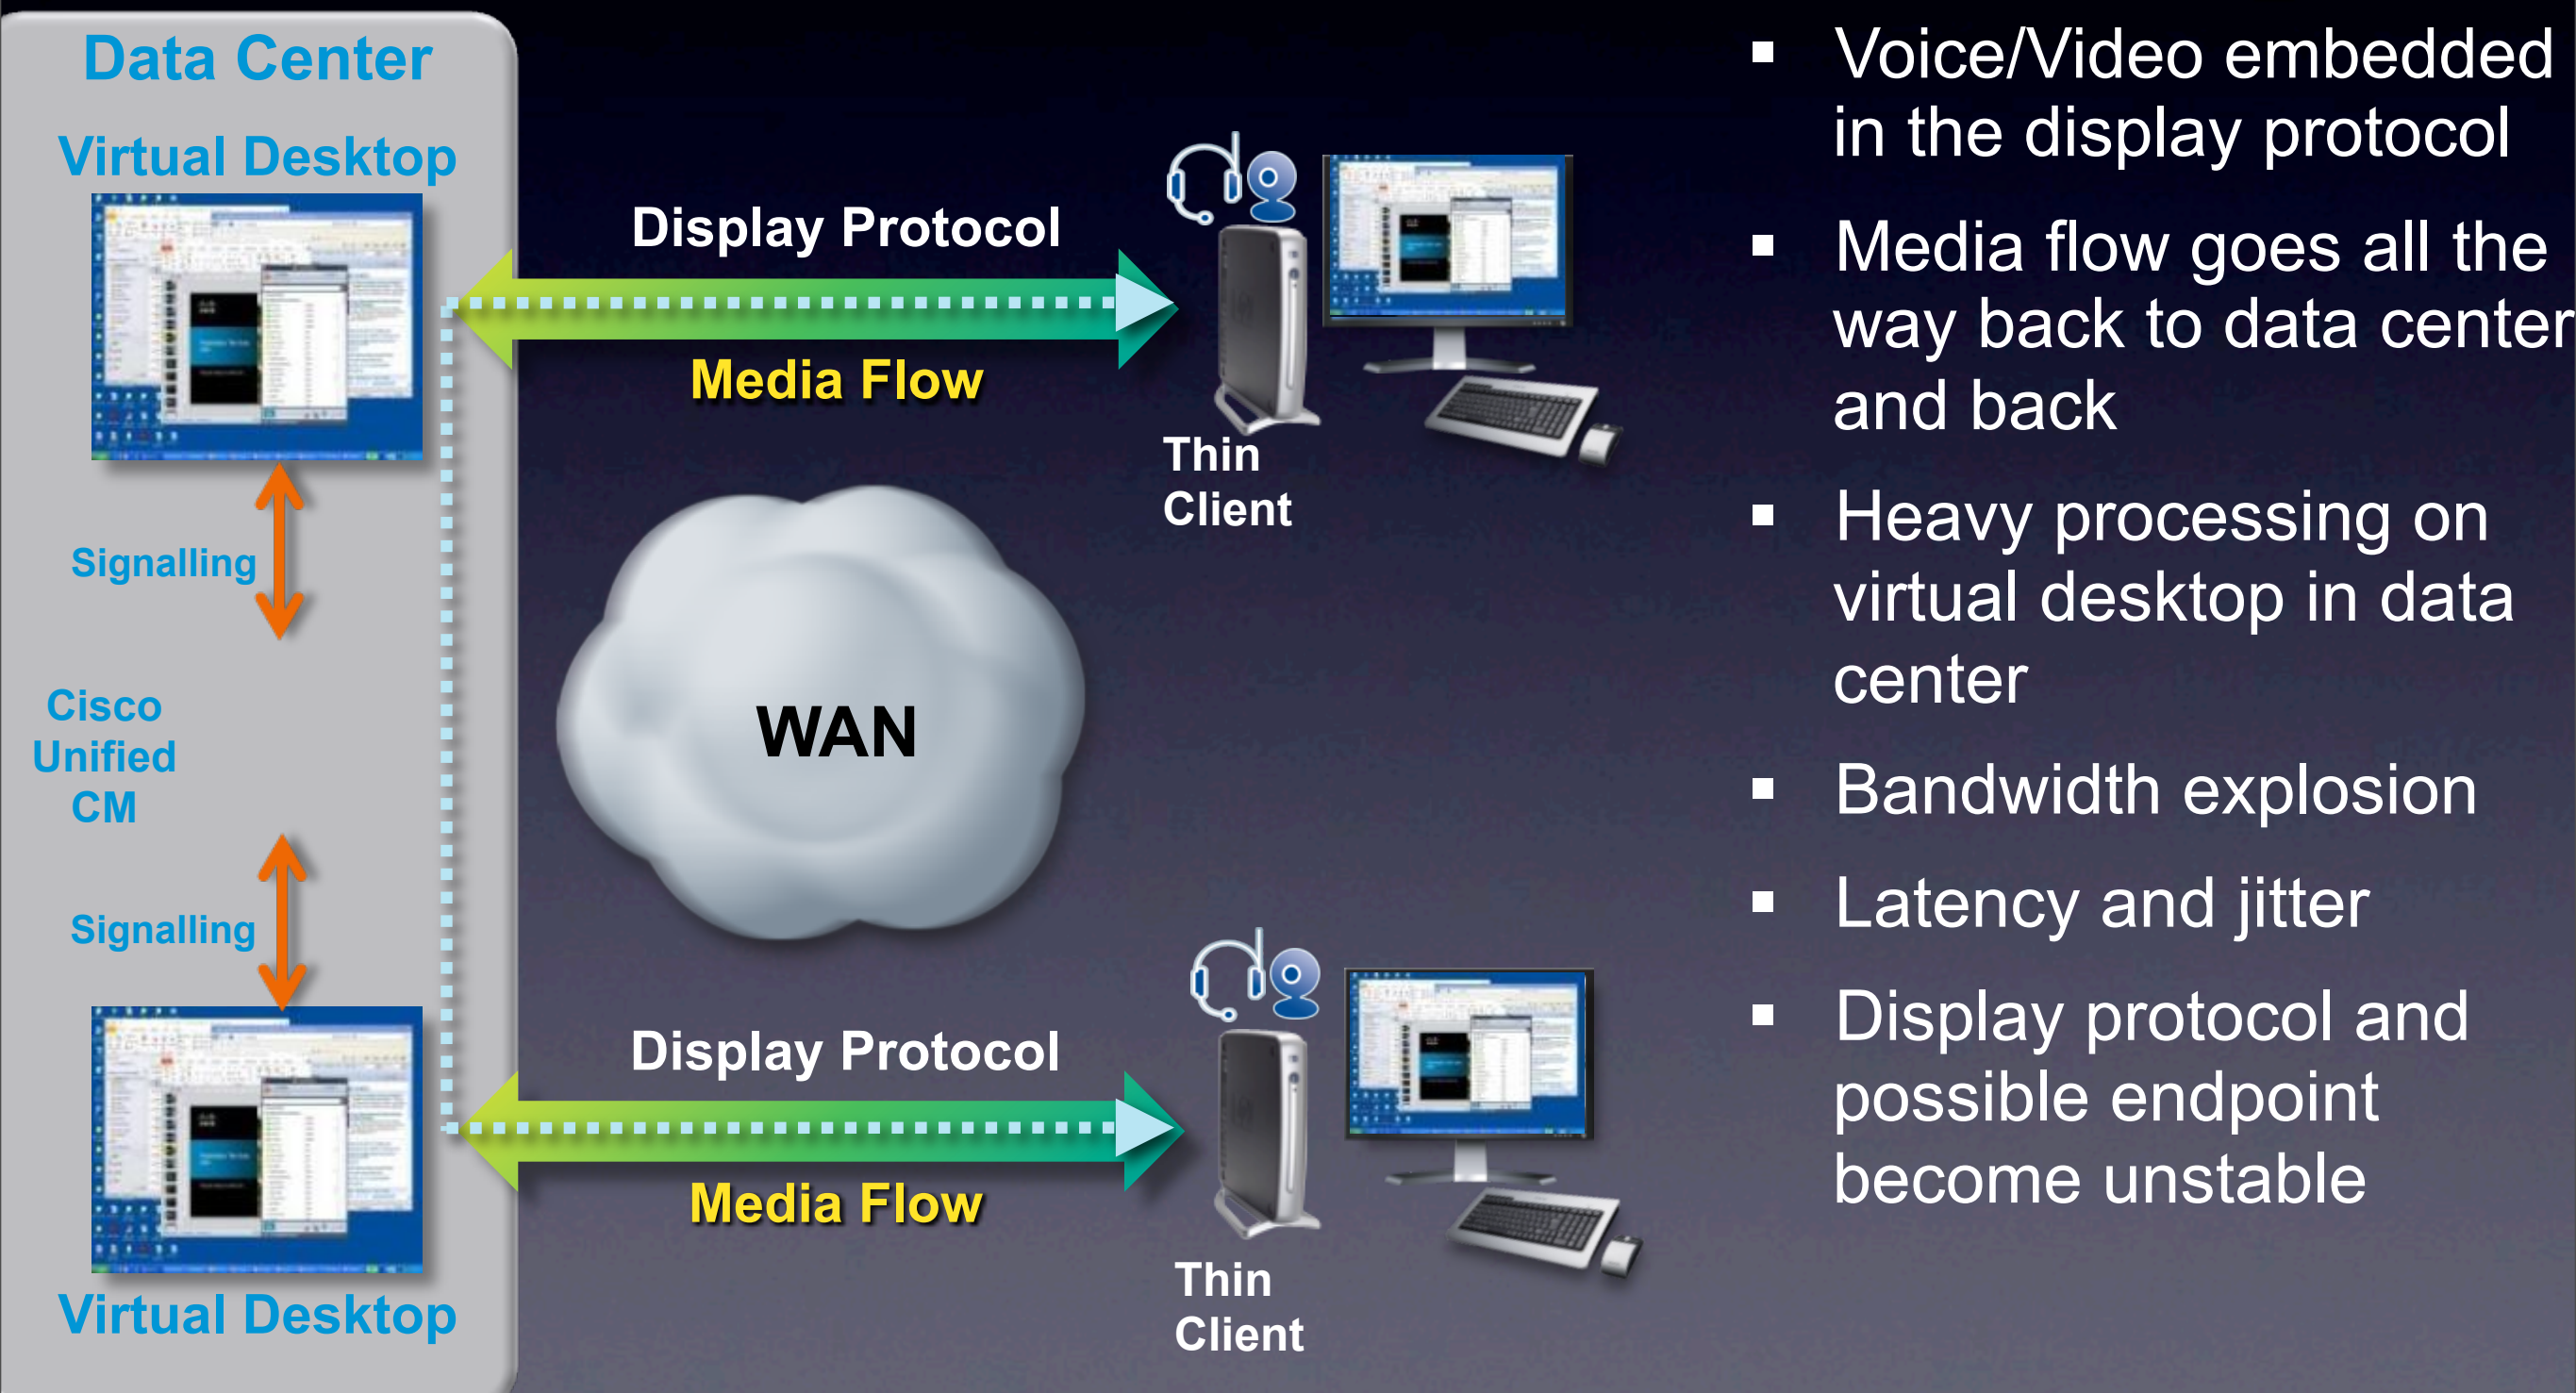 Data Center
Virtual Desktop
Display Protocol
Media Flow
Thin
Client
Signalling
Cisco
Unified
CM
WAN
Signalling
Display Protocol
Media Flow
Thin
Client
Virtual Desktop
▪ Voice/Video embedded
in the display protocol
▪ Media flow goes all the
way back to data center
and back
▪ Heavy processing on
virtual desktop in data
center
▪ Bandwidth explosion
▪ Latency and jitter
▪ Display protocol and
possible endpoint
become unstable